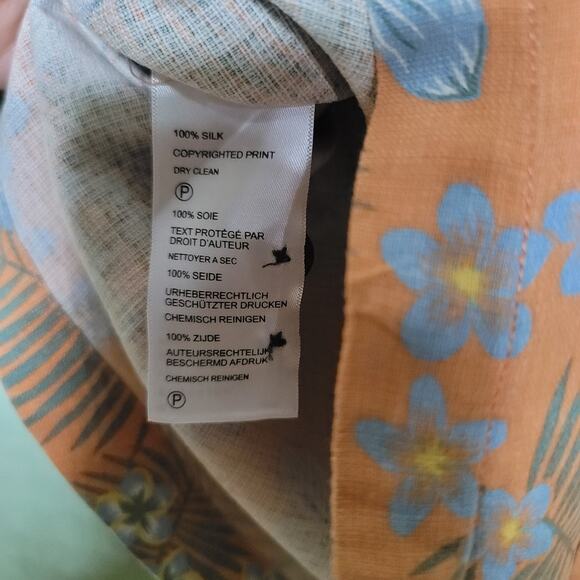 100% SILK
COPYRIGHTED PRINT
DRY CLEAN
P
100% SOIE
TEXT PROTÉGÉ PAR
DROIT D'AUTEUR
NETTOYER A SEC
100% SEIDE
URHEBERRECHTLICH
GESCHÜTZTER DRUCKEN
CHEMISCH REINIGEN
100% ZIJDE
AUTEURSRECHTELIJK
BESCHERMD AFDRUK
CHEMISCH REINIGEN
P